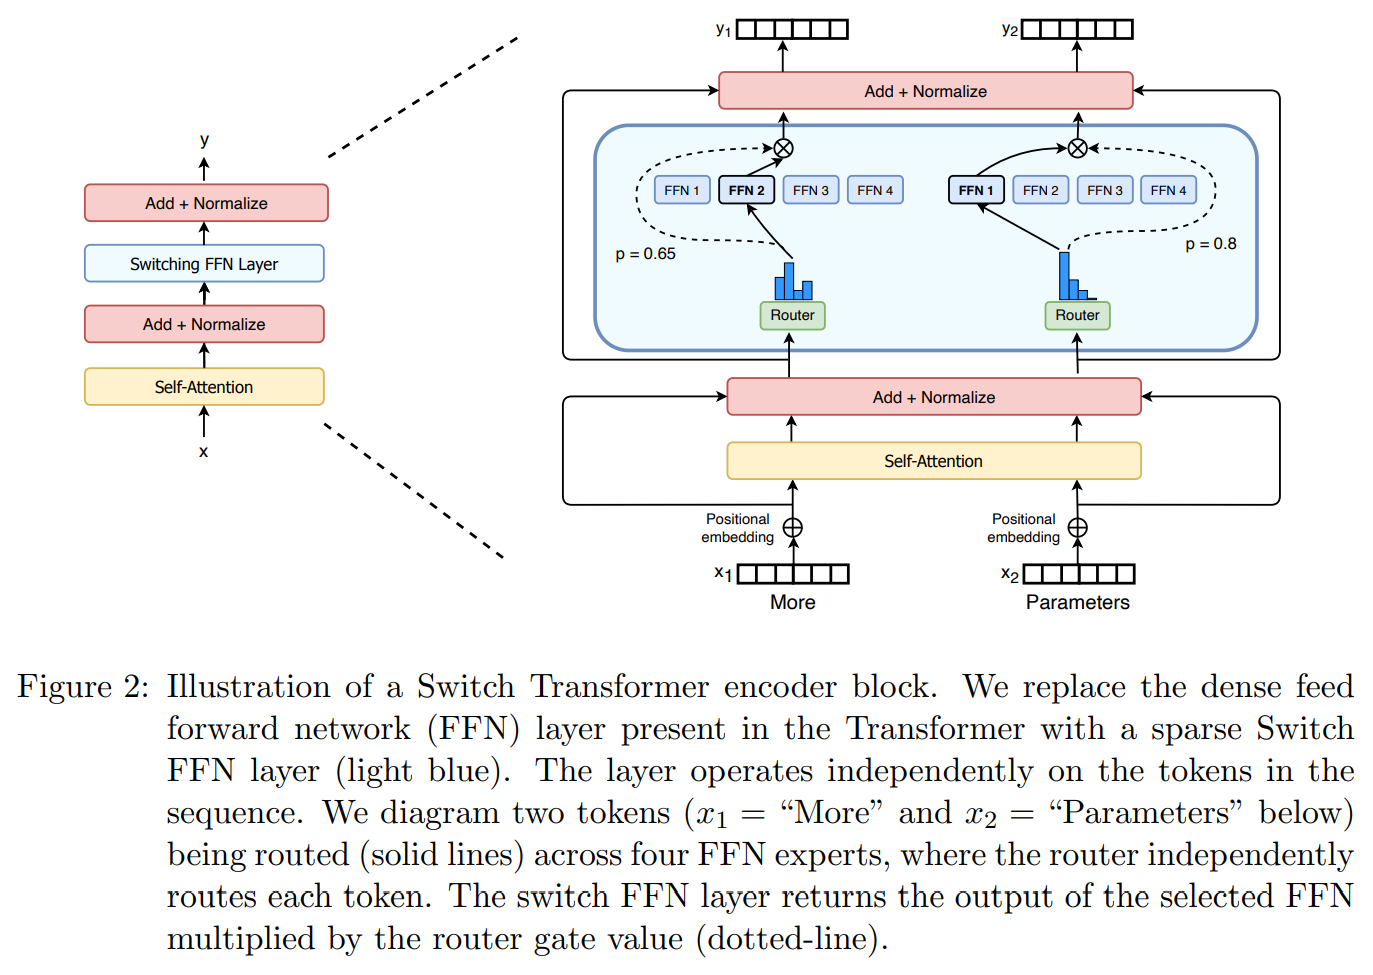 y
Add + Normalize
Switching FFN Layer
Add + Normalize
Self-Attention
x
y1
y2
Add + Normalize
FFN 1 FFN 2 FFN 3 FFN 4
FFN 1 FFN 2 FFN 3 FFN 4
p = 0.65
p = 0.8
Router
Router
Add + Normalize
Self-Attention
Positional
embedding
Positional
embedding
x1
x2
More
Parameters
Figure 2: Illustration of a Switch Transformer encoder block. We replace the dense feed
forward network (FFN) layer present in the Transformer with a sparse Switch
FFN layer (light blue). The layer operates independently on the tokens in the
sequence. We diagram two tokens (x1 = “More” and x2 = “Parameters” below)
being routed (solid lines) across four FFN experts, where the router independently
routes each token. The switch FFN layer returns the output of the selected FFN
multiplied by the router gate value (dotted-line).